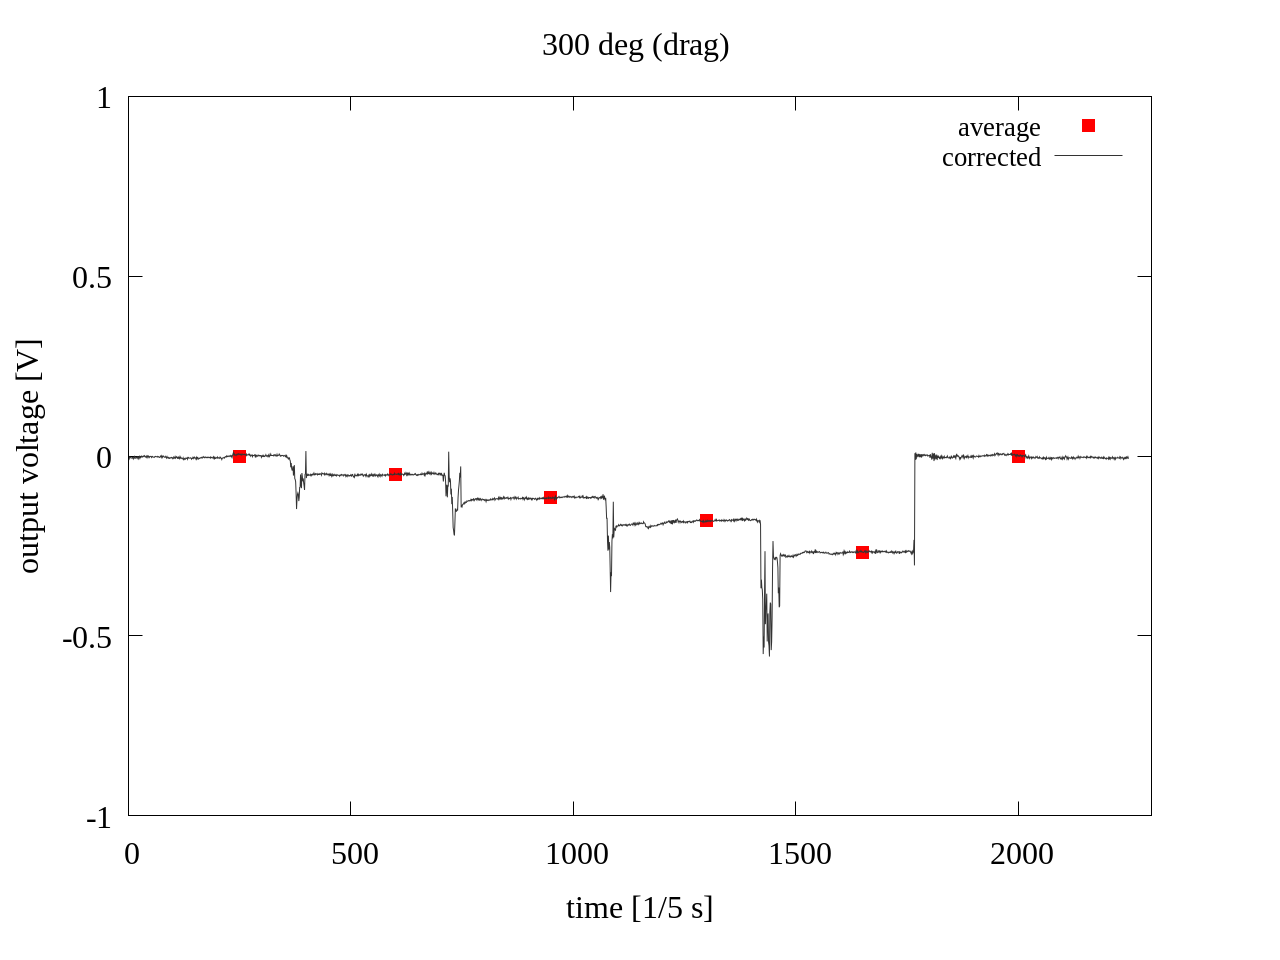 300 deg (drag)
average
corrected
1
0.5
0
-0.5
-1
output voltage [V]
0 500 1000 1500 2000
time [1/5 s]